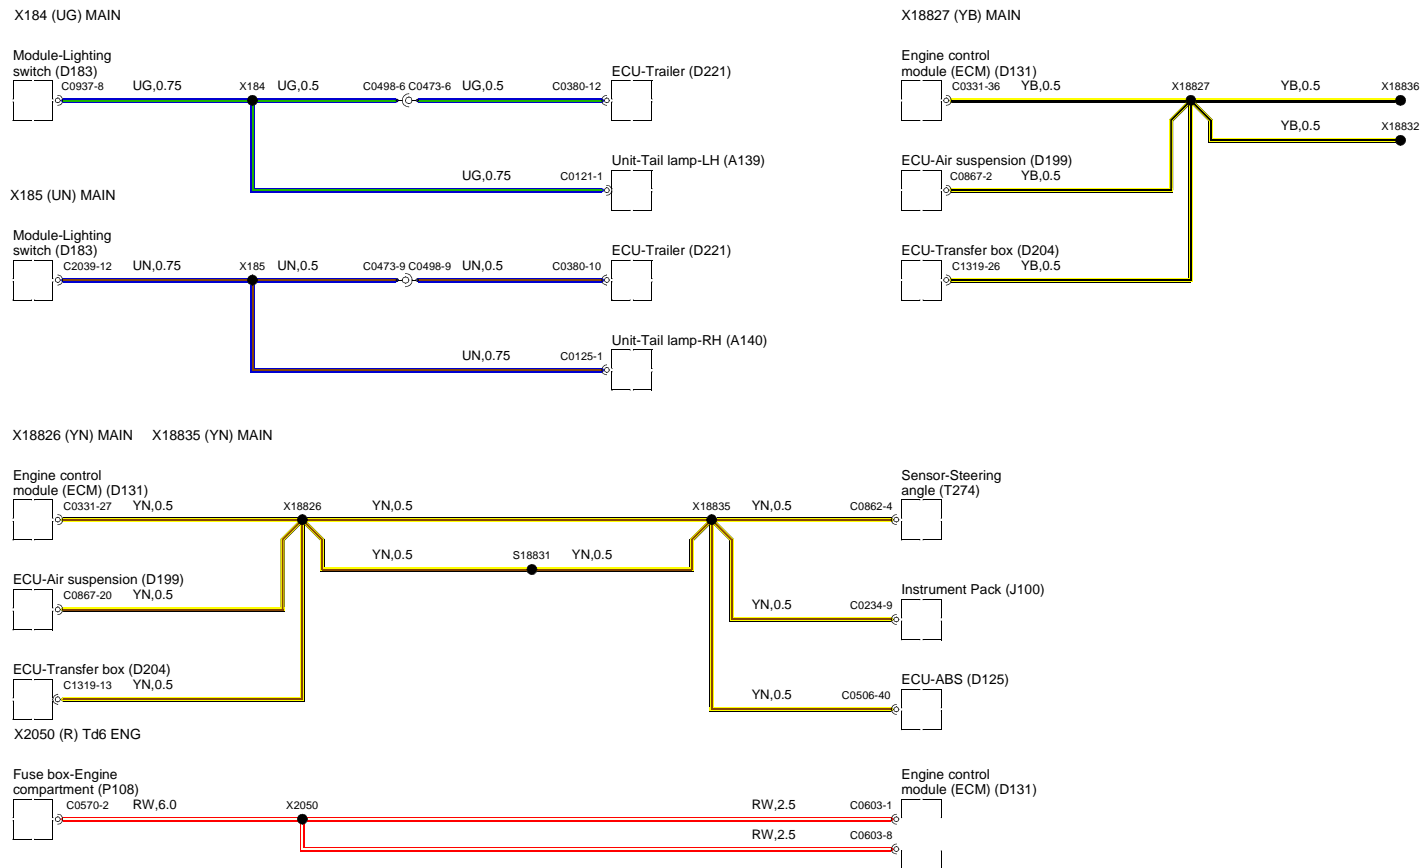 X184 (UG) MAIN
Module-Lighting
switch (D183)
C0937-8 UG,0.75 X184 UG,0.5 C0498-6 C0473-6 UG,0.5 C0380-12
ECU-Trailer (D221)
UG,0.75 C0121-1
Unit-Tail lamp-LH (A139)
X185 (UN) MAIN
Module-Lighting
switch (D183)
C2039-12 UN,0.75 X185 UN,0.5 C0473-9 C0498-9 UN,0.5 C0380-10
ECU-Trailer (D221)
UN,0.75 C0125-1
Unit-Tail lamp-RH (A140)
X18827 (YB) MAIN
Engine control
module (ECM) (D131)
C0331-36 YB,0.5 X18827 YB,0.5 X18836
YB,0.5 X18832
ECU-Air suspension (D199)
C0867-2 YB,0.5
ECU-Transfer box (D204)
C1319-26 YB,0.5
X18826 (YN) MAIN X18835 (YN) MAIN
Engine control
module (ECM) (D131)
C0331-27 YN,0.5 X18826 YN,0.5 X18835 YN,0.5 C0862-4
Sensor-Steering
angle (T274)
YN,0.5 S18831 YN,0.5
ECU-Air suspension (D199)
C0867-20 YN,0.5
Instrument Pack (J100)
YN,0.5 C0234-9
ECU-Transfer box (D204)
C1319-13 YN,0.5
ECU-ABS (D125)
YN,0.5 C0506-40
X2050 (R) Td6 ENG
Fuse box-Engine
compartment (P108)
C0570-2 RW,6.0 X2050 RW,2.5 C0603-1
Engine control
module (ECM) (D131)
RW,2.5 C0603-8